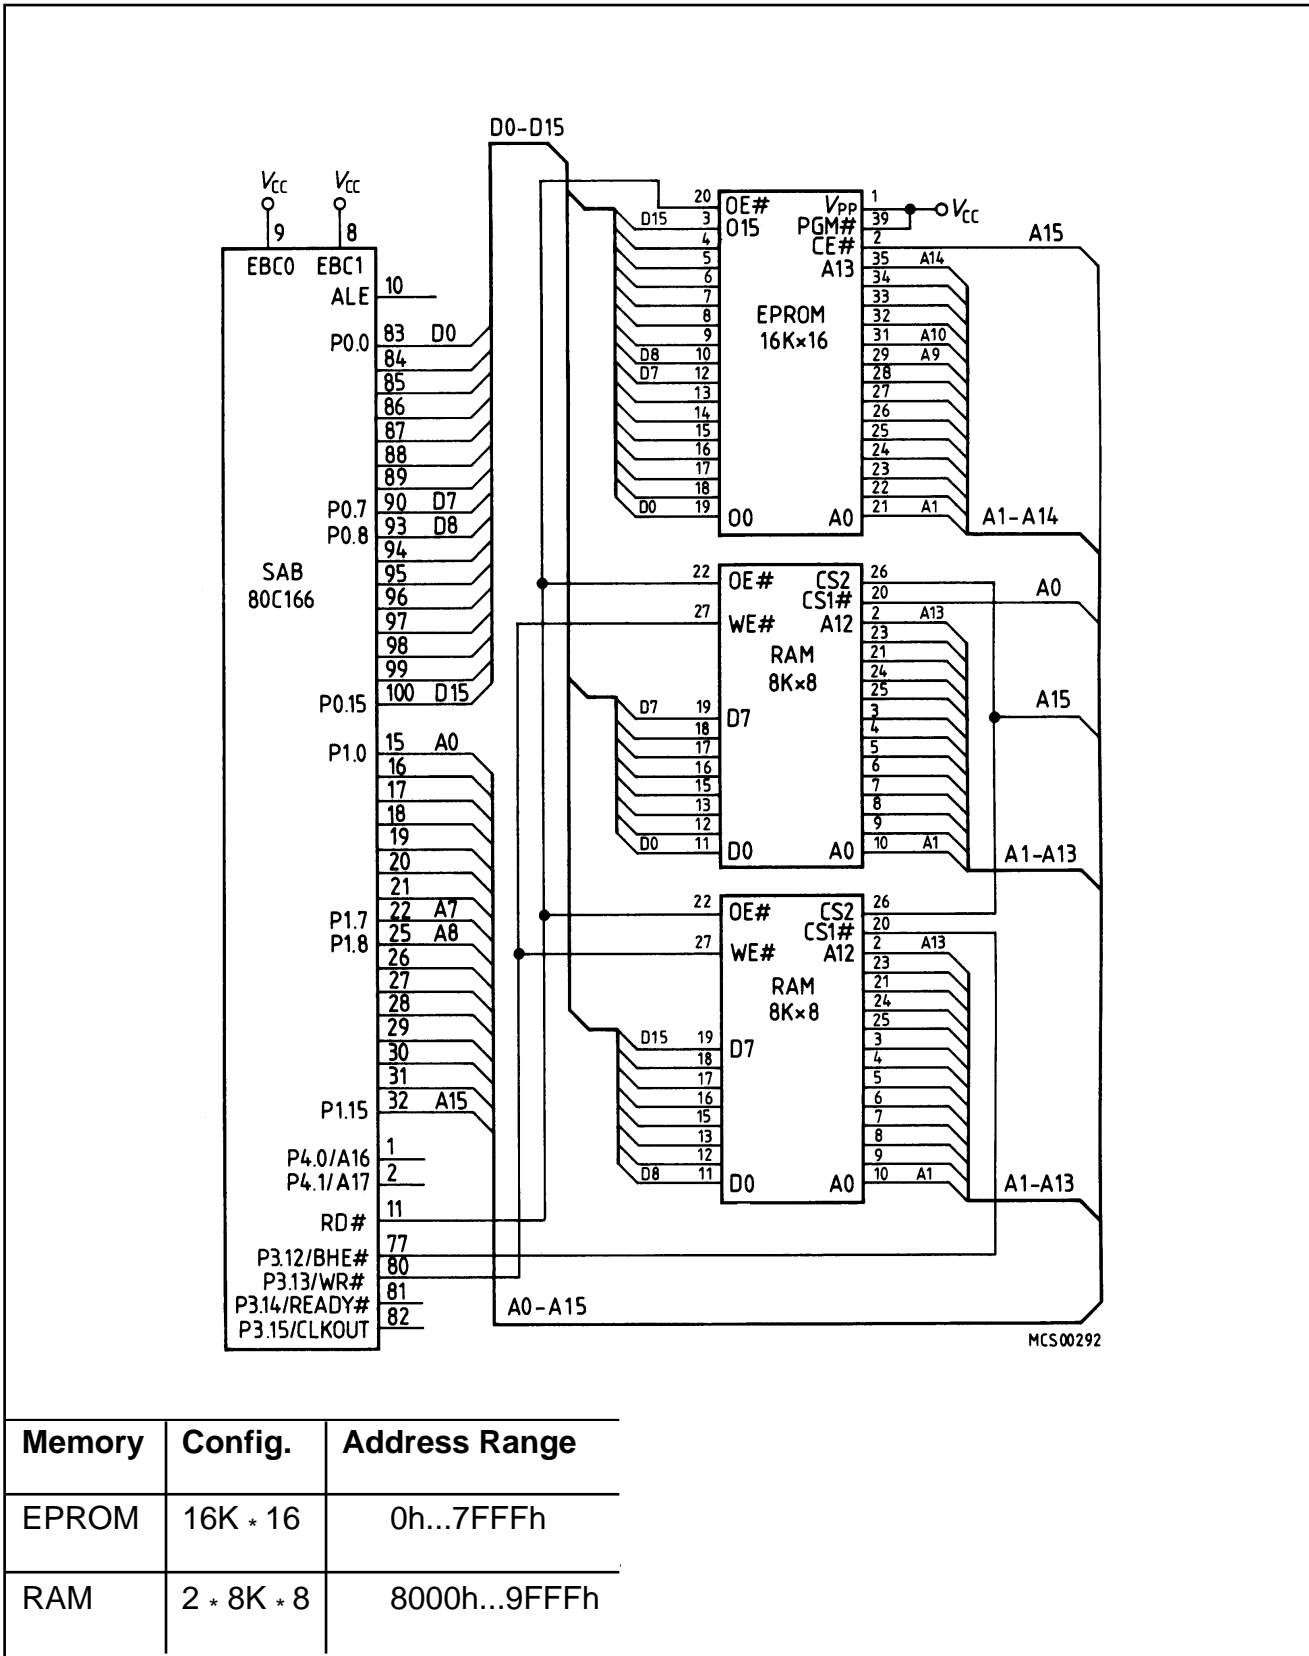 D0-D15
VCC VCC
9 8
EBC0 EBC1
ALE 10
P0.0 83 D0
84
85
86
87
88
89
P0.7 90 D7
P0.8 93 D8
94
95
96
97
98
99
P0.15 100 D15
SAB
80C166
P1.0 15 A0
16
17
18
19
20
21
P1.7 22 A7
P1.8 25 A8
26
27
28
29
30
31
P1.15 32 A15
P4.0/A16 1
P4.1/A17 2
RD# 11
P3.12/BHE# 77
P3.13/WR# 80
P3.14/READY# 81
P3.15/CLKOUT 82
A0-A15
20 OE# VPP 1 VCC
D15 3 O15 PGM# 39
4 CE# 2 A15
5 A13 35 A14
6 34
7 33
8 EPROM 32
9 16K×16 31 A10
D8 10 29 A9
D7 12 28
13 27
14 26
15 25
16 24
17 23
18 22
D0 19 O0 A0 21 A1 A1-A14
22 OE# CS2 26
CS1# 20 A0
27 WE# A12 2 A13
23
RAM 21
8K×8 24
25
D7 19 D7 3 A15
18 4
17 5
16 6
15 7
13 8
12 9
D0 11 D0 A0 10 A1 A1-A13
22 OE# CS2 26
CS1# 20
27 WE# A12 2 A13
23
RAM 21
8K×8 24
25
D15 19 D7 3
18 4
17 5
16 6
15 7
13 8
12 9
D8 11 D0 A0 10 A1 A1-A13
MCS00292
Memory Config. Address Range
EPROM 16K * 16 0h...7FFFh
RAM 2 * 8K * 8 8000h...9FFFh